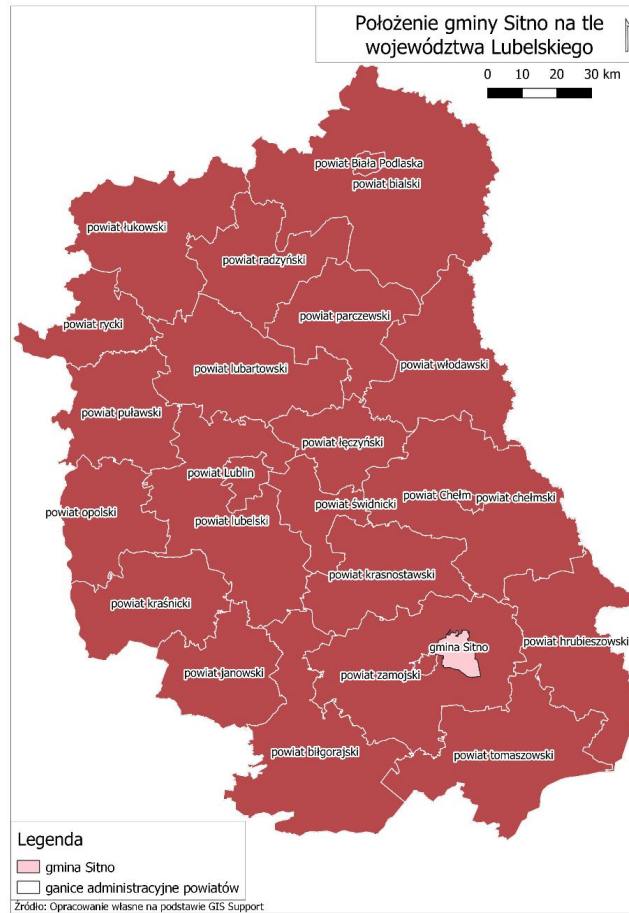 Położenie gminy Sitno na tle
województwa Lubelskiego
0 10 20 30 km
powiat Biała Podlaska
powiat bialski
powiat łukowski
powiat radzyński
powiat parczewski
powiat rycki
powiat włodawski
powiat lubartowski
powiat puławski
powiat łęczyński
powiat Lublin
powiat Chełm
powiat chełmski
powiat świdnicki
powiat opolski
powiat lubelski
powiat krasnostawski
powiat kraśnicki
powiat hrubieszowski
gmina Sitno
powiat janowski
powiat zamojski
powiat biłgorajski
powiat tomaszowski
Legenda
gmina Sitno
ganice administracyjne powiatów
Źródło: Opracowanie własne na podstawie GIS Support